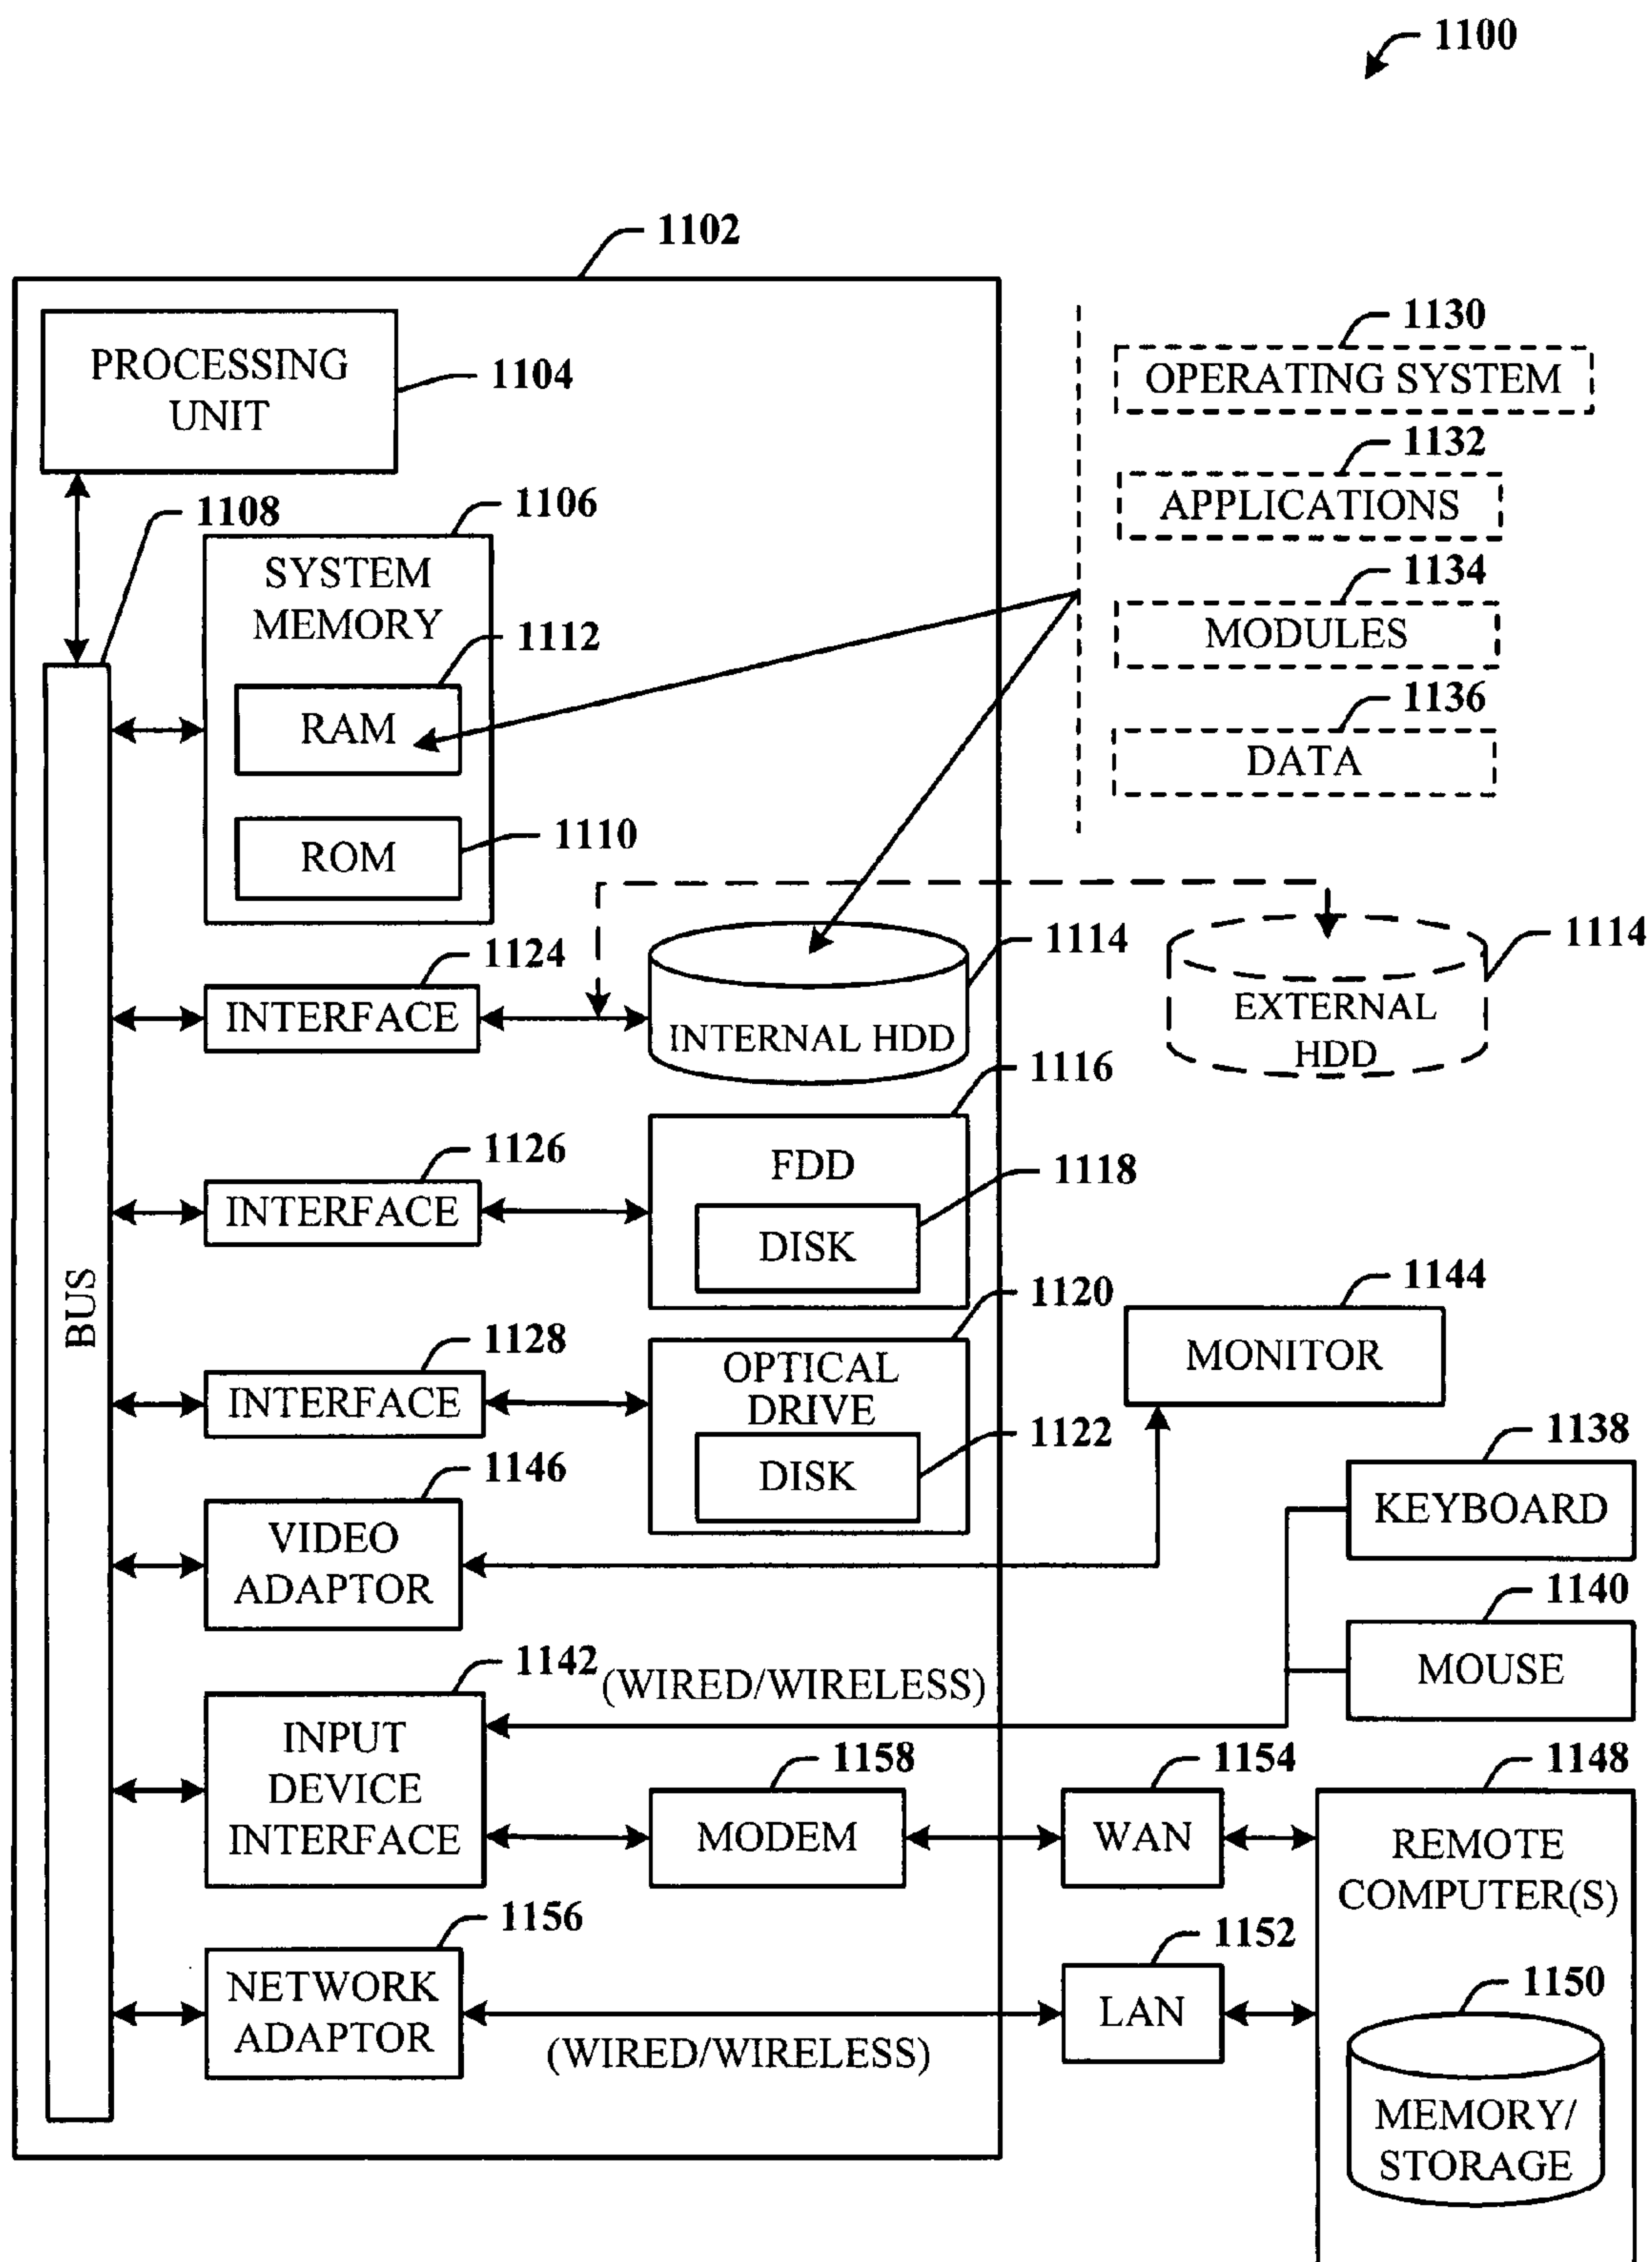 1100
1102
PROCESSING
UNIT
1104
1130
OPERATING SYSTEM
1132
APPLICATIONS
1134
MODULES
1136
DATA
1108
1106
SYSTEM
MEMORY
1112
RAM
1110
ROM
BUS
1124
INTERFACE
1114
INTERNAL HDD
1114
EXTERNAL
HDD
1116
FDD
1126
INTERFACE
1118
DISK
1120
OPTICAL
DRIVE
1128
INTERFACE
1122
DISK
1144
MONITOR
1146
VIDEO
ADAPTOR
1138
KEYBOARD
1140
MOUSE
1142
(WIRED/WIRELESS)
INPUT
DEVICE
INTERFACE
1158
MODEM
1154
WAN
1148
REMOTE
COMPUTER(S)
1156
NETWORK
ADAPTOR
(WIRED/WIRELESS)
1152
LAN
1150
MEMORY/
STORAGE